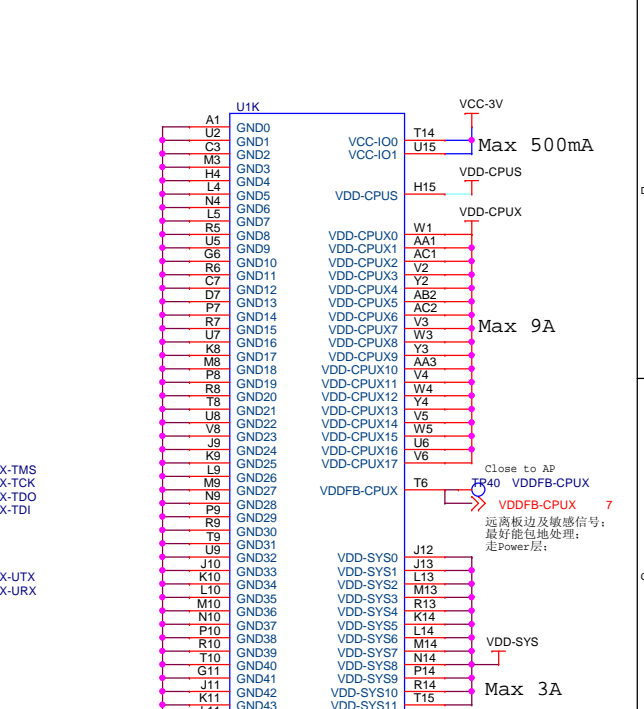 U1K
VCC-3V
A1 GND0
U2 GND1 VCC-IO0 T14
C3 GND2 VCC-IO1 U15
Max 500mA
M3 GND3
H4 GND4
VDD-CPUS
L4 GND5 VDD-CPUS H15
N4 GND6
L5 GND7
VDD-CPUX
R5 GND8 VDD-CPUX0 W1
U5 GND9 VDD-CPUX1 AA1
G6 GND10 VDD-CPUX2 AC1
R6 GND11 VDD-CPUX3 V2
C7 GND12 VDD-CPUX4 Y2
D7 GND13 VDD-CPUX5 AB2
P7 GND14 VDD-CPUX6 AC2
R7 GND15 VDD-CPUX7 V3
Max 9A
U7 GND16 VDD-CPUX8 W3
K8 GND17 VDD-CPUX9 Y3
M8 GND18 VDD-CPUX10 AA3
P8 GND19 VDD-CPUX11 V4
R8 GND20 VDD-CPUX12 W4
T8 GND21 VDD-CPUX13 Y4
U8 GND22 VDD-CPUX14 V5
V8 GND23 VDD-CPUX15 W5
J9 GND24 VDD-CPUX16 U6
K9 GND25 VDD-CPUX17 V6
X-TMS
L9 GND26
Close to AP
X-TCK
M9 GND27 VDDFB-CPUX T6 TP40 VDDFB-CPUX
X-TDO
N9 GND28
VDDFB-CPUX 7
X-TDI
P9 GND29
R9 GND30
远离板边及敏感信号;
最好能包地处理;
走Power层;
T9 GND31
U9 GND32 VDD-SYS0 J12
J10 GND33 VDD-SYS1 J13
X-UTX
K10 GND34 VDD-SYS2 L13
X-URX
L10 GND35 VDD-SYS3 M13
M10 GND36 VDD-SYS4 R13
N10 GND37 VDD-SYS5 K14
P10 GND38 VDD-SYS6 L14
R10 GND39 VDD-SYS7 M14
VDD-SYS
T10 GND40 VDD-SYS8 N14
G11 GND41 VDD-SYS9 P14
J11 GND42 VDD-SYS10 R14
Max 3A
K11 GND43 VDD-SYS11 T15
L11